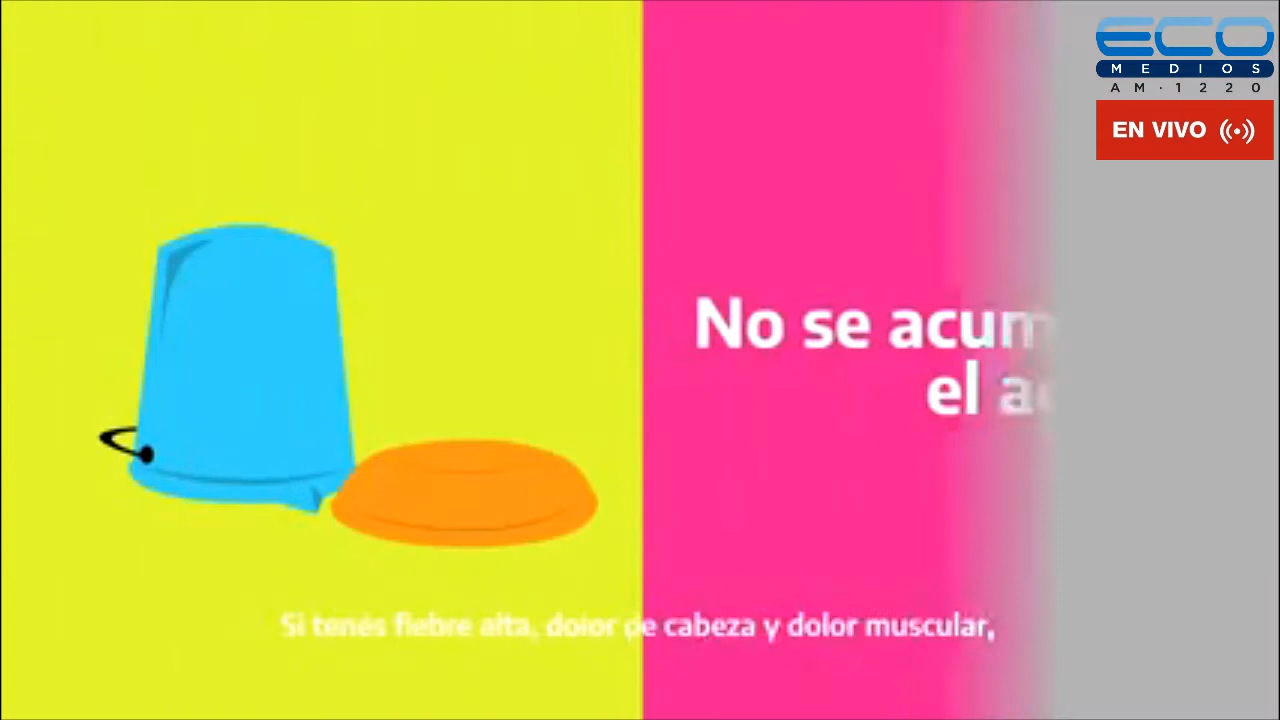 ECO
MEDIOS
AM·1220
EN VIVO
No se acum
el a
Si tenés fiebre alta, dolor de cabeza y dolor muscular,